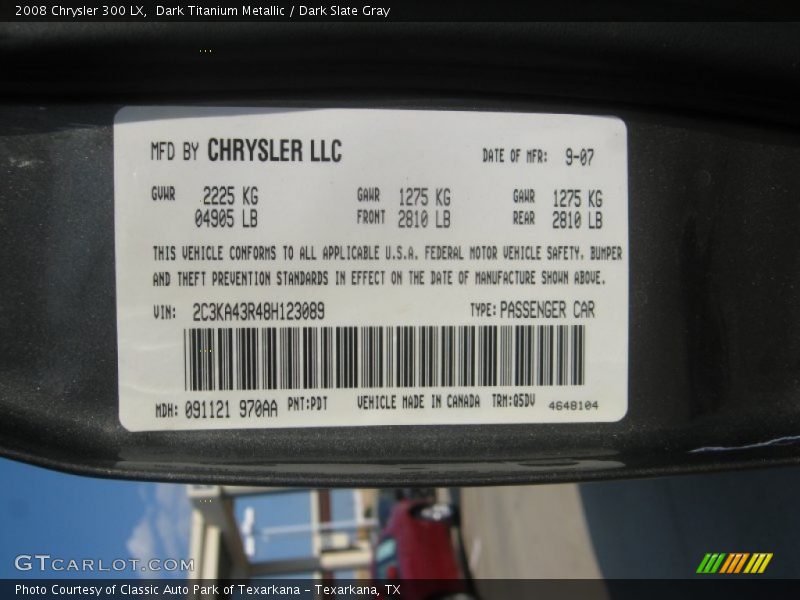 2008 Chrysler 300 LX,  Dark Titanium Metallic / Dark Slate Gray
MFD BY CHRYSLER LLC DATE OF MFR: 9-07
GVWR 2225 KG GAWR 1275 KG GAWR 1275 KG
04905 LB FRONT 2810 LB REAR 2810 LB
THIS VEHICLE CONFORMS TO ALL APPLICABLE U.S.A. FEDERAL MOTOR VEHICLE SAFETY, BUMPER
AND THEFT PREVENTION STANDARDS IN EFFECT ON THE DATE OF MANUFACTURE SHOWN ABOVE.
VIN: 2C3KA43R48H123089 TYPE: PASSENGER CAR
MDH: 091121 970AA PNT:PDT VEHICLE MADE IN CANADA TRM:Q5DV 4648104
GTCARLOT.COM
Photo Courtesy of Classic Auto Park of Texarkana - Texarkana, TX